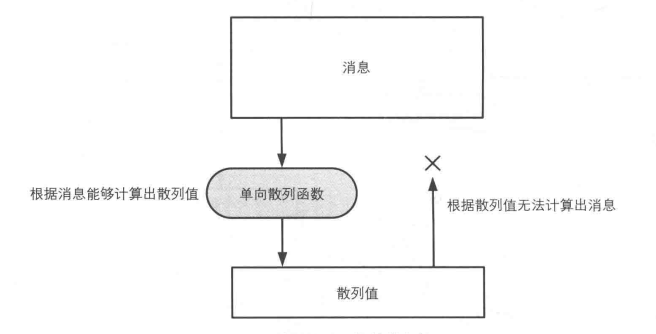 消息
根据消息能够计算出散列值
单向散列函数
根据散列值无法计算出消息
散列值